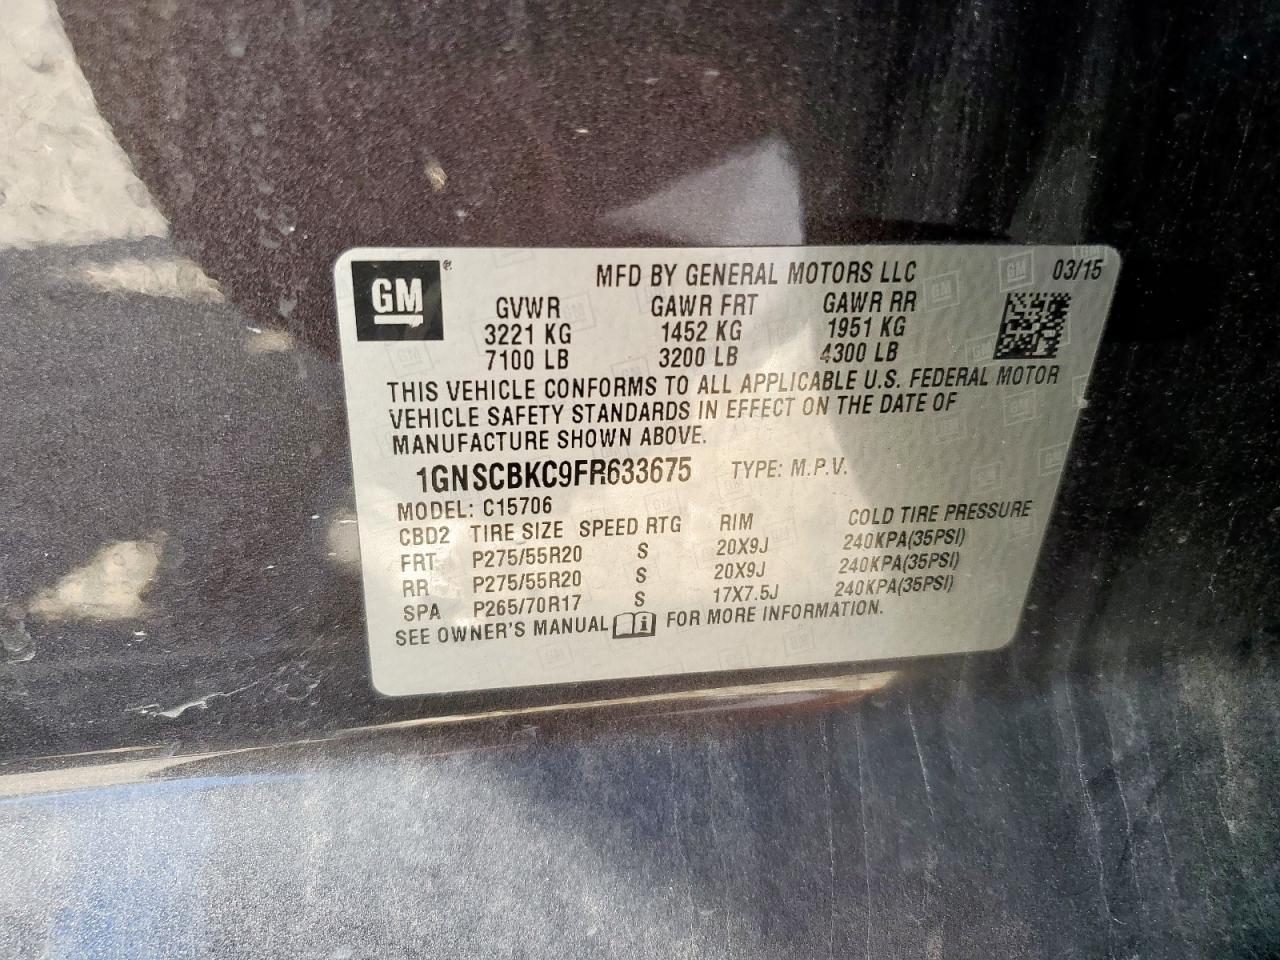 GM ®
MFD BY GENERAL MOTORS LLC 03/15
GVWR GAWR FRT GAWR RR
3221 KG 1452 KG 1951 KG
7100 LB 3200 LB 4300 LB
THIS VEHICLE CONFORMS TO ALL APPLICABLE U.S. FEDERAL MOTOR
VEHICLE SAFETY STANDARDS IN EFFECT ON THE DATE OF
MANUFACTURE SHOWN ABOVE.
1GNSCBKC9FR633675 TYPE: M.P.V.
MODEL: C15706
CBD2 TIRE SIZE SPEED RTG RIM COLD TIRE PRESSURE
FRT P275/55R20 S 20X9J 240KPA(35PSI)
RR P275/55R20 S 20X9J 240KPA(35PSI)
SPA P265/70R17 S 17X7.5J 240KPA(35PSI)
SEE OWNER'S MANUAL i FOR MORE INFORMATION.